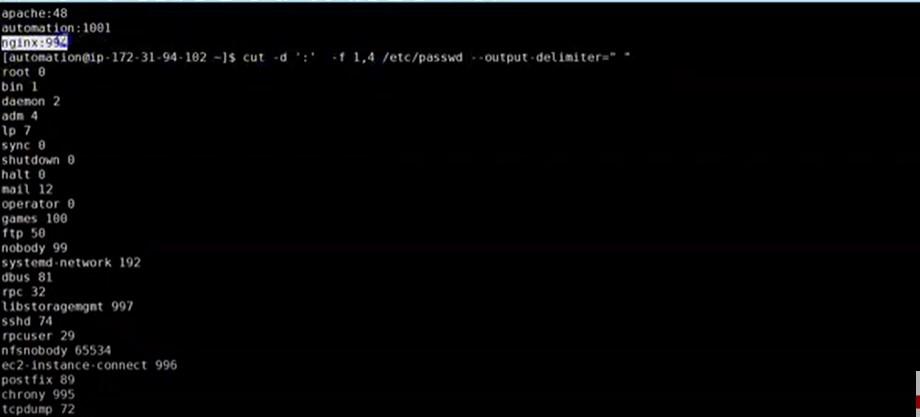 apache:48
automation:1001
nginx:994
[automation@ip-172-31-94-102 ~]$ cut -d ':'  -f 1,4 /etc/passwd --output-delimiter=" "
root 0
bin 1
daemon 2
adm 4
lp 7
sync 0
shutdown 0
halt 0
mail 12
operator 0
games 100
ftp 50
nobody 99
systemd-network 192
dbus 81
rpc 32
libstoragemgmt 997
sshd 74
rpcuser 29
nfsnobody 65534
ec2-instance-connect 996
postfix 89
chrony 995
tcpdump 72